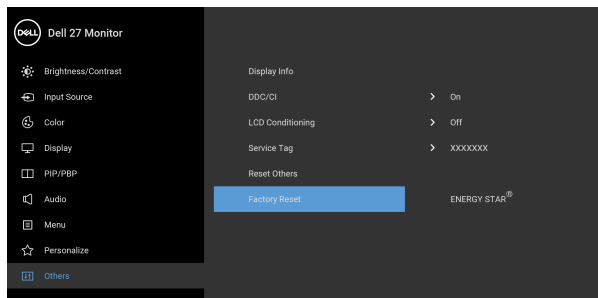 DELL Dell 27 Monitor
Brightness/Contrast Display Info
Input Source DDC/CI On
Color LCD Conditioning Off
Display Service Tag XXXXXXX
PIP/PBP Reset Others
Audio Factory Reset ENERGY STAR®
Menu
Personalize
Others